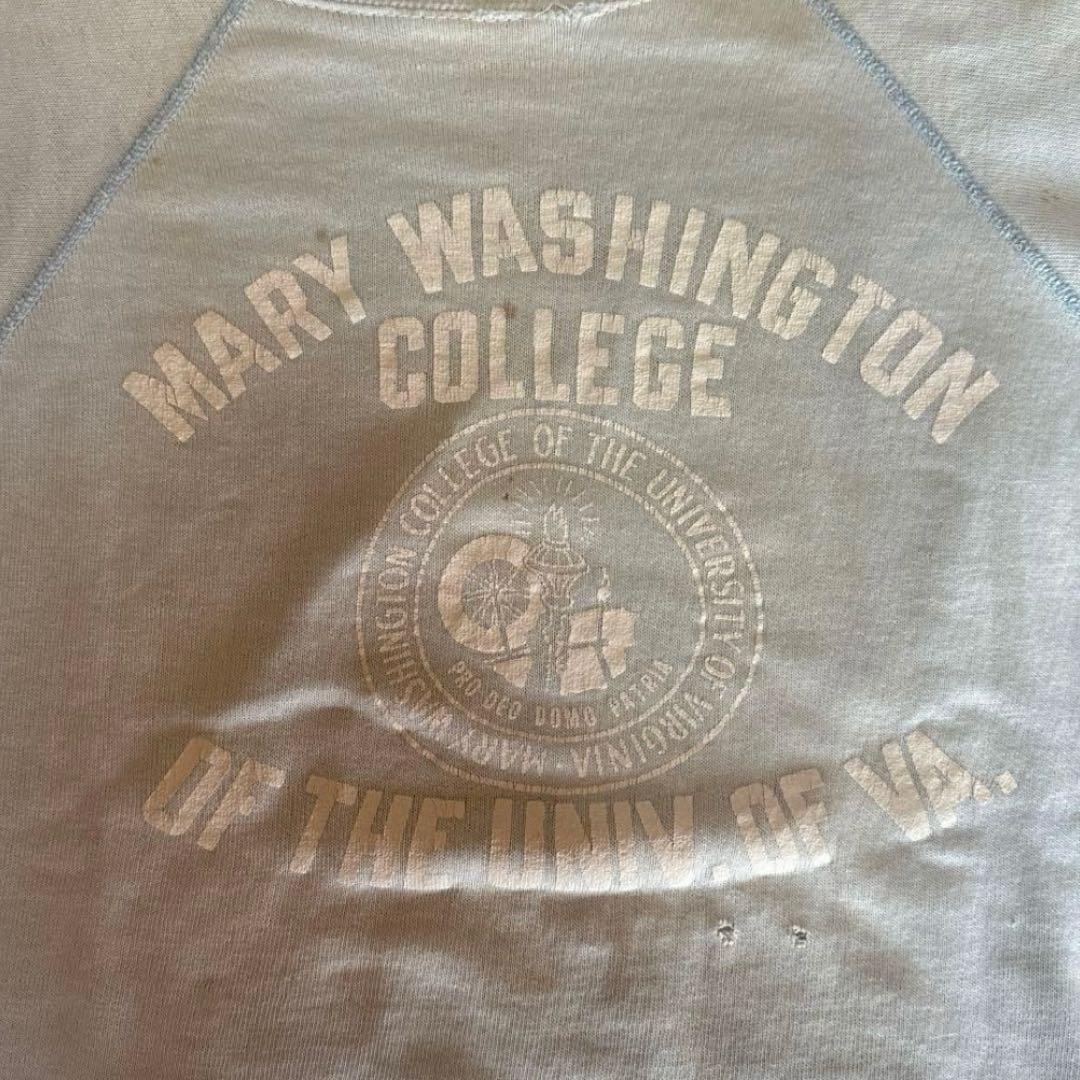 MARY WASHINGTON
COLLEGE
MARY WASHINGTON COLLEGE OF THE UNIVERSITY OF VIRGINIA ·
PRO DEO DOMO PATRIA
OF THE UNIV. OF VA.